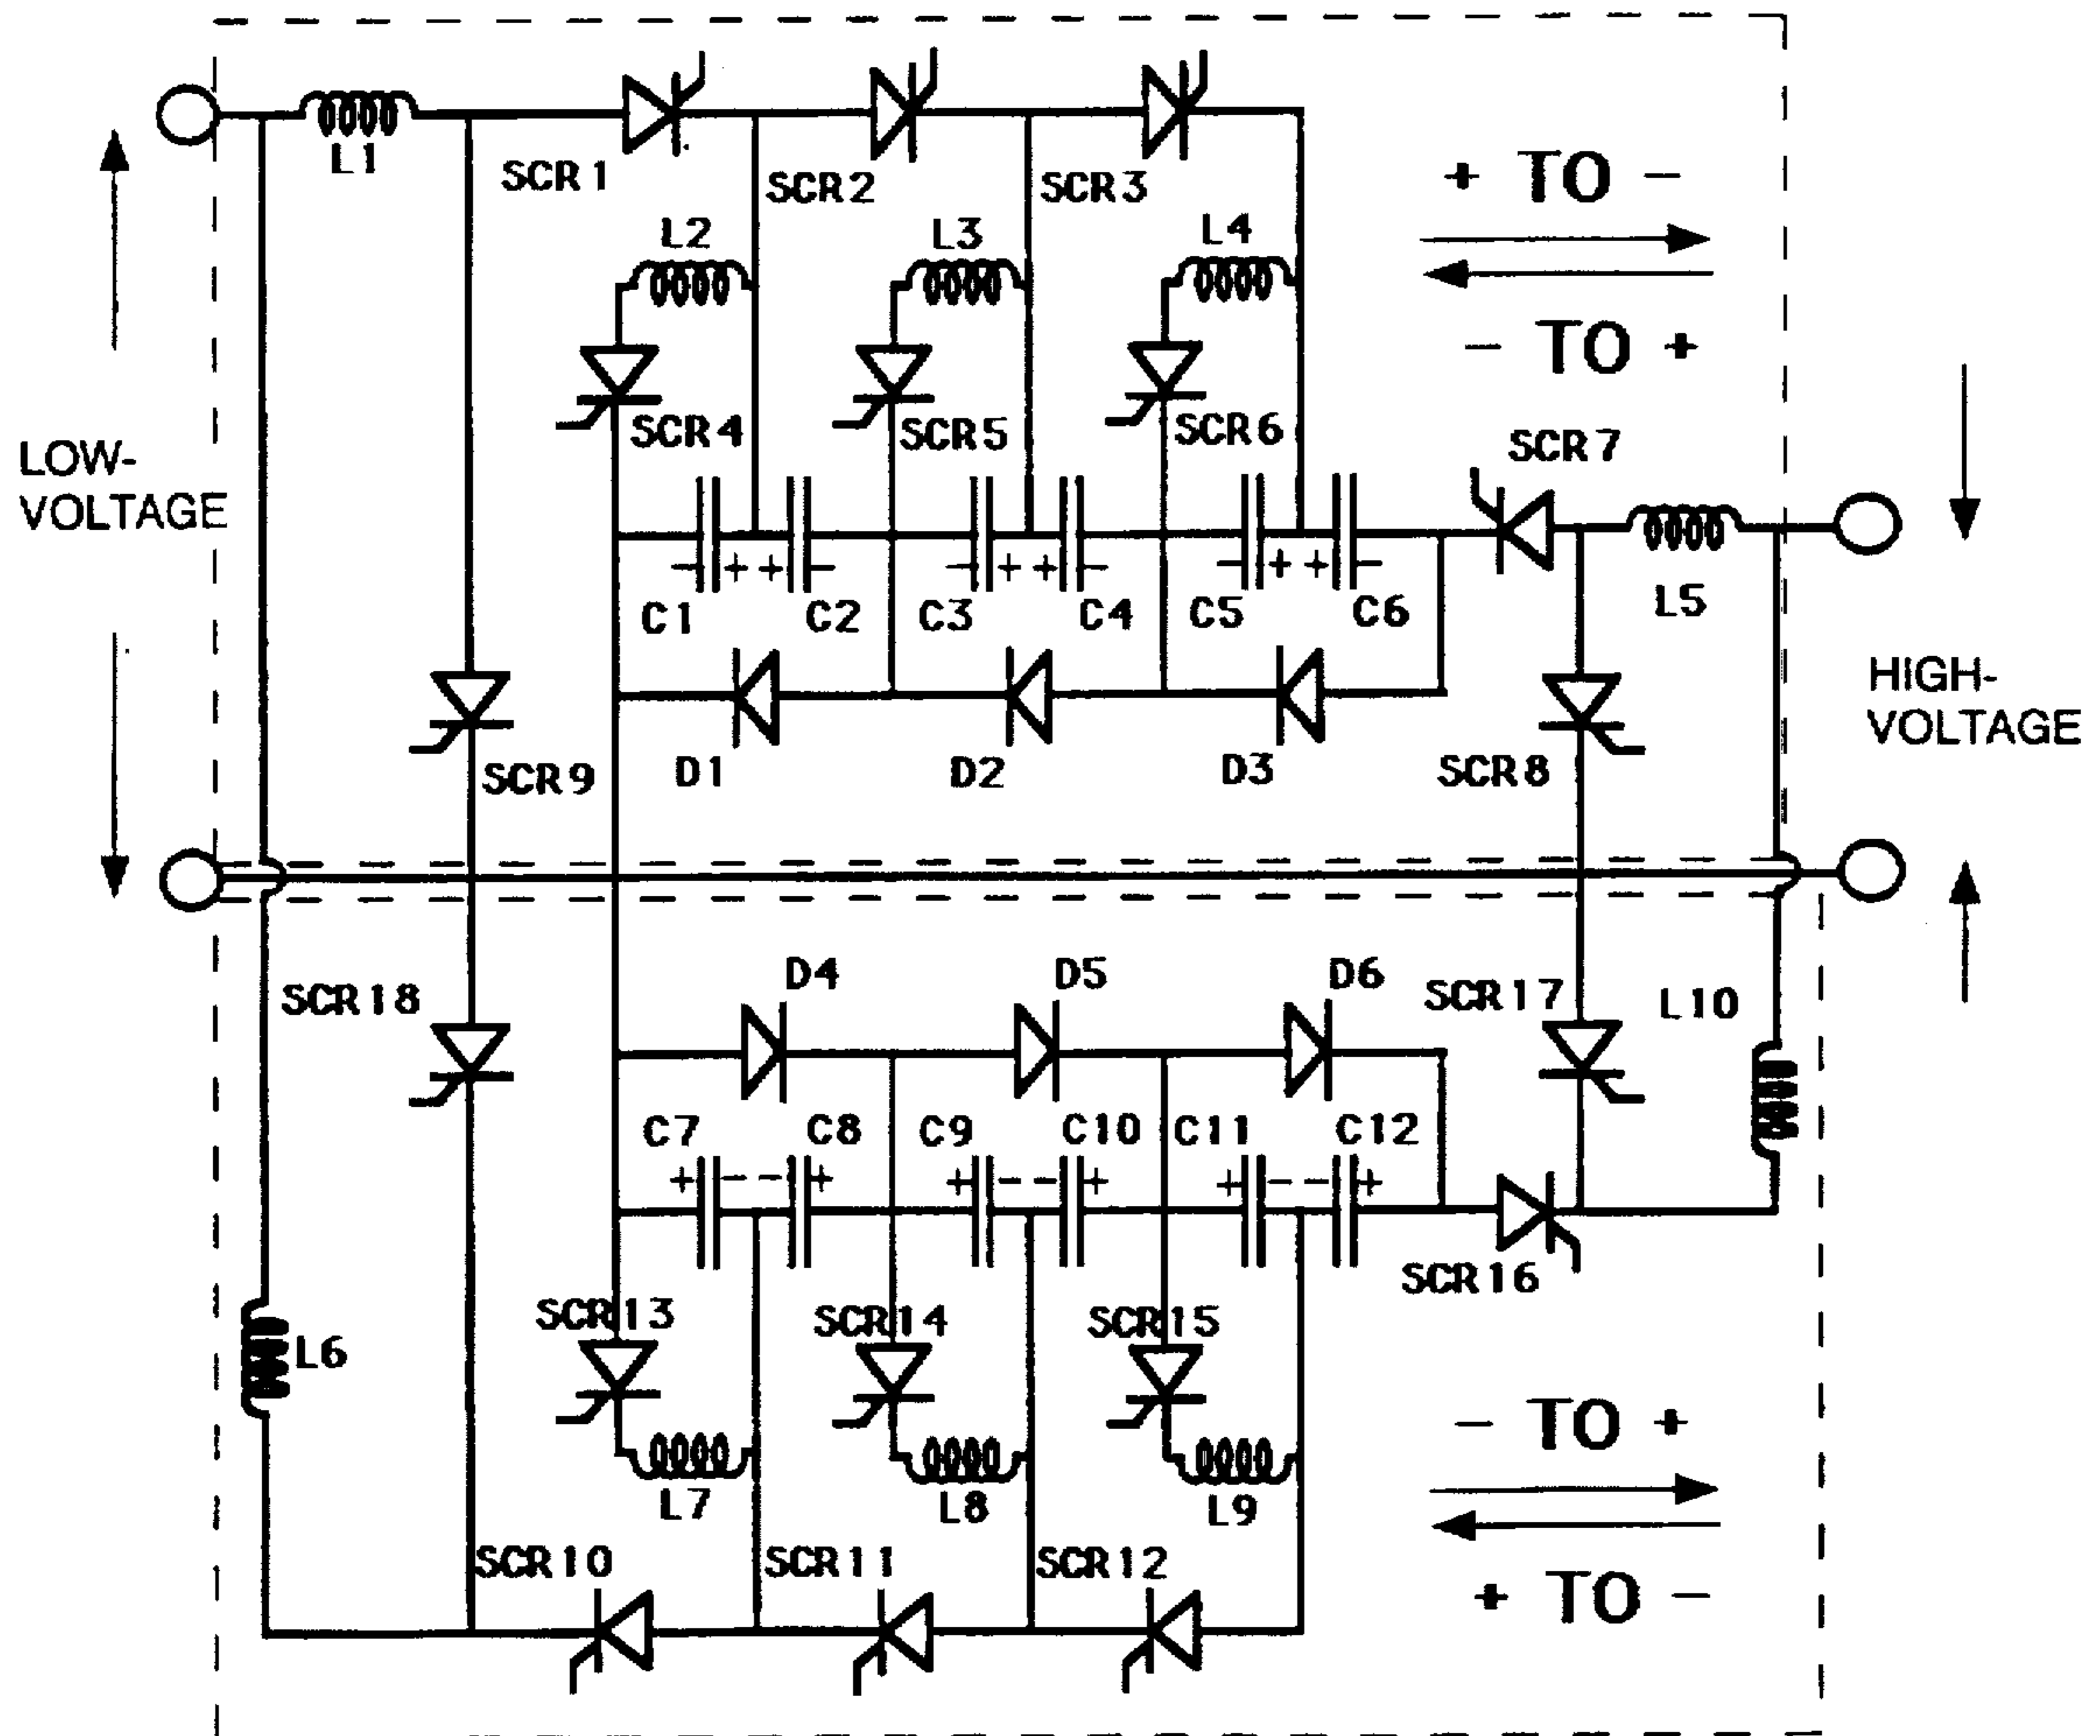 L1
SCR1
SCR2
SCR3
+ TO −
L2
L3
L4
− TO +
SCR4
SCR5
SCR6
SCR7
LOW-
VOLTAGE
− + + −
− + + −
− + + −
C1
C2
C3
C4
C5
C6
L5
HIGH-
VOLTAGE
SCR9
D1
D2
D3
SCR8
D4
D5
D6
SCR18
SCR17
L10
C7
C8
C9
C10
C11
C12
+ − − +
+ − − +
+ − − +
SCR16
SCR13
SCR14
SCR15
L6
− TO +
L7
L8
L9
SCR10
SCR11
SCR12
+ TO −